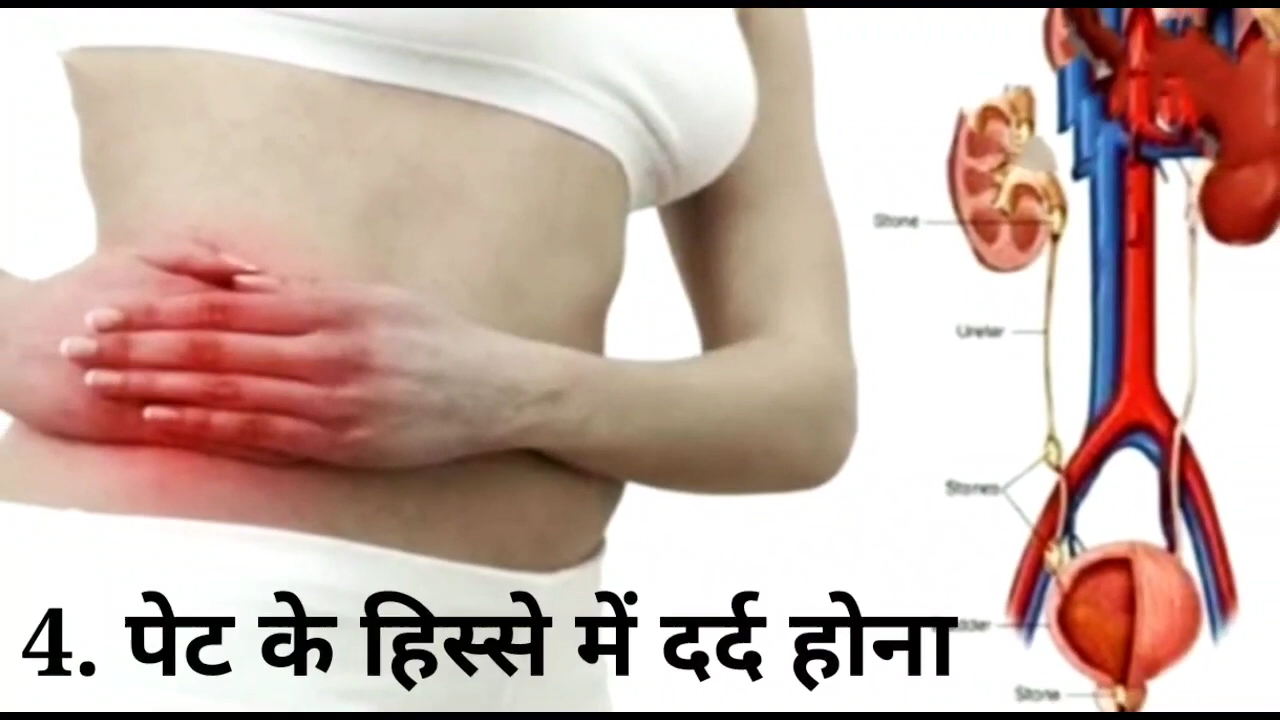 Stone
Ureter
Stones
4. पेट के हिस्से में दर्द होना
Stone